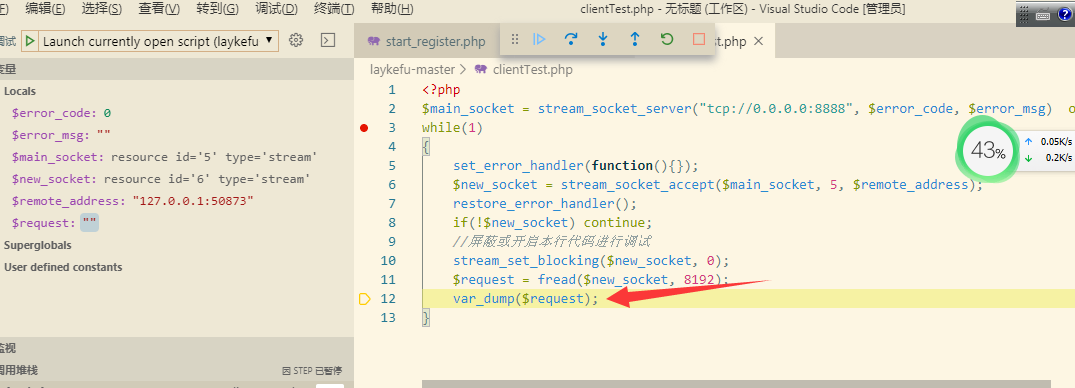 编辑(E) 选择(S) 查看(V) 转到(G) 调试(D) 终端(T) 帮助(H) clientTest.php - 无标题 (工作区) - Visual Studio Code [管理员]
调试 Launch currently open script (laykefu start_register.php st.php
变量 laykefu-master > clientTest.php
Locals
$error_code: 0
$error_msg: ""
$main_socket: resource id='5' type='stream'
$new_socket: resource id='6' type='stream'
$remote_address: "127.0.0.1:50873"
$request: ""
Superglobals
User defined constants
监视
调用堆栈 因 STEP 已暂停
1 <?php
2 $main_socket = stream_socket_server("tcp://0.0.0.0:8888", $error_code, $error_msg) o
3 while(1)
4 {
5 set_error_handler(function(){});
6 $new_socket = stream_socket_accept($main_socket, 5, $remote_address);
7 restore_error_handler();
8 if(!$new_socket) continue;
9 //屏蔽或开启本行代码进行调试
10 stream_set_blocking($new_socket, 0);
11 $request = fread($new_socket, 8192);
12 var_dump($request);
13 }
43%
0.05K/s
0.2K/s